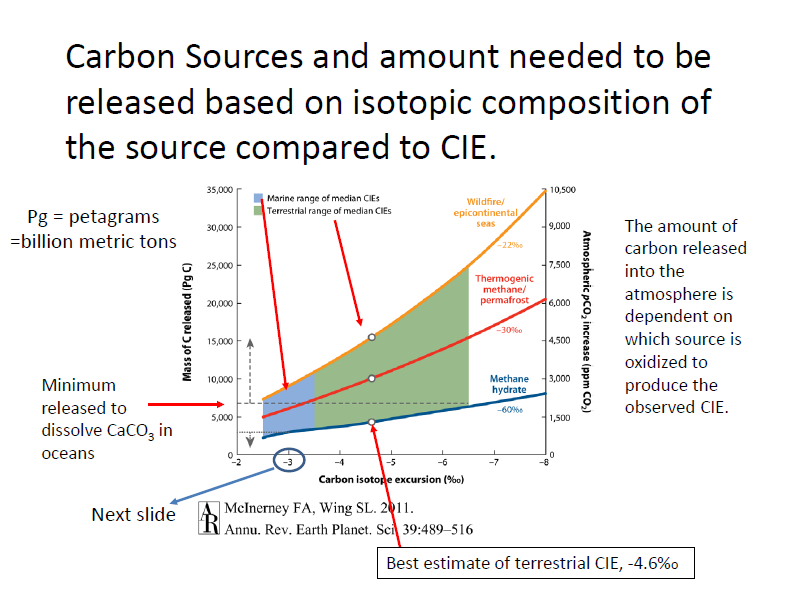 Carbon Sources and amount needed to be
released based on isotopic composition of
the source compared to CIE.
Pg = petagrams
=billion metric tons
Minimum
released to
dissolve CaCO₃ in
oceans
Next slide
Mass of C released (Pg C)
35,000
30,000
25,000
20,000
15,000
10,000
5,000
0
Marine range of median CIEs
Terrestrial range of median CIEs
Wildfire/
epicontinental
seas
−22‰
Thermogenic
methane/
permafrost
−30‰
Methane
hydrate
−60‰
10,500
9,000
7,500
6,000
4,500
3,000
1,500
0
Atmospheric pCO₂ increase (ppm CO₂)
−2
−3
−4
−5
−6
−7
−8
Carbon isotope excursion (‰)
The amount of
carbon released
into the
atmosphere is
dependent on
which source is
oxidized to
produce the
observed CIE.
AR
McInerney FA, Wing SL. 2011.
Annu. Rev. Earth Planet. Sci. 39:489–516
Best estimate of terrestrial CIE, -4.6‰